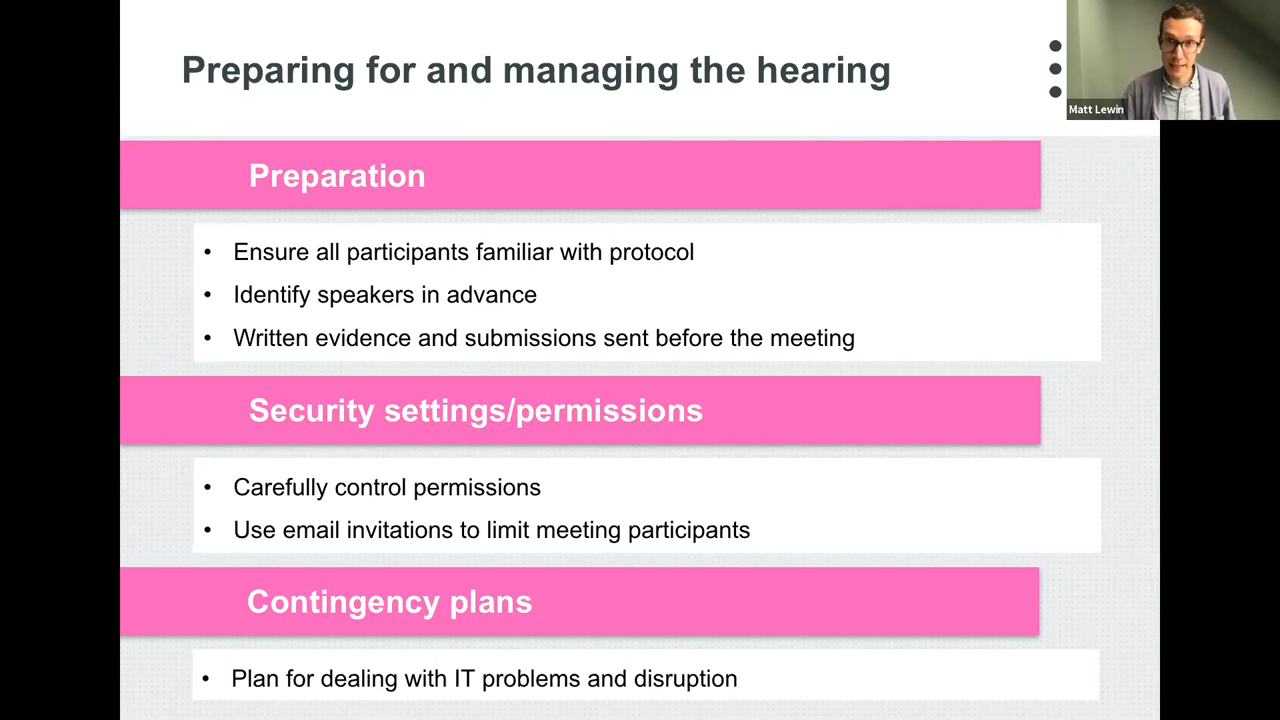 Preparing for and managing the hearing
Matt Lewin
Preparation
• Ensure all participants familiar with protocol
• Identify speakers in advance
• Written evidence and submissions sent before the meeting
Security settings/permissions
• Carefully control permissions
• Use email invitations to limit meeting participants
Contingency plans
• Plan for dealing with IT problems and disruption